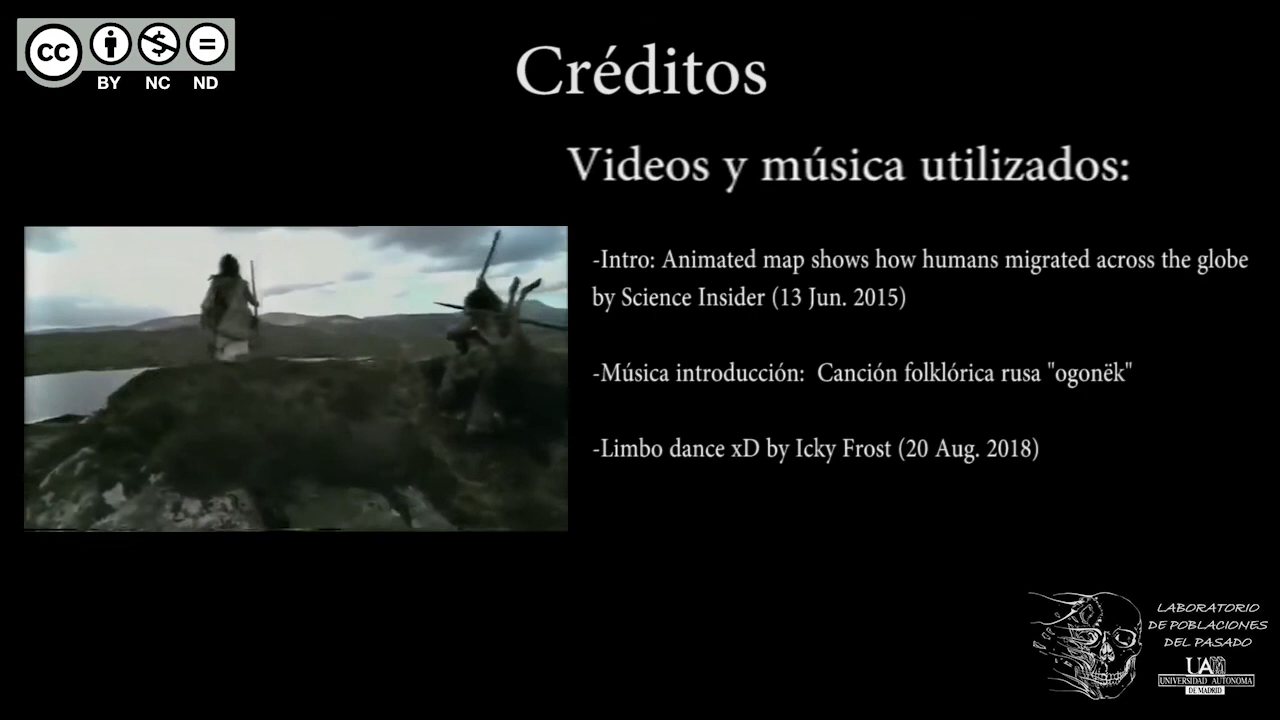 cc
BY NC ND
Créditos
Videos y música utilizados:
-Intro: Animated map shows how humans migrated across the globe
by Science Insider (13 Jun. 2015)
-Música introducción:  Canción folklórica rusa "ogonëk"
-Limbo dance xD by Icky Frost (20 Aug. 2018)
LABORATORIO
DE POBLACIONES
DEL PASADO
UAM
UNIVERSIDAD AUTONOMA
DE MADRID